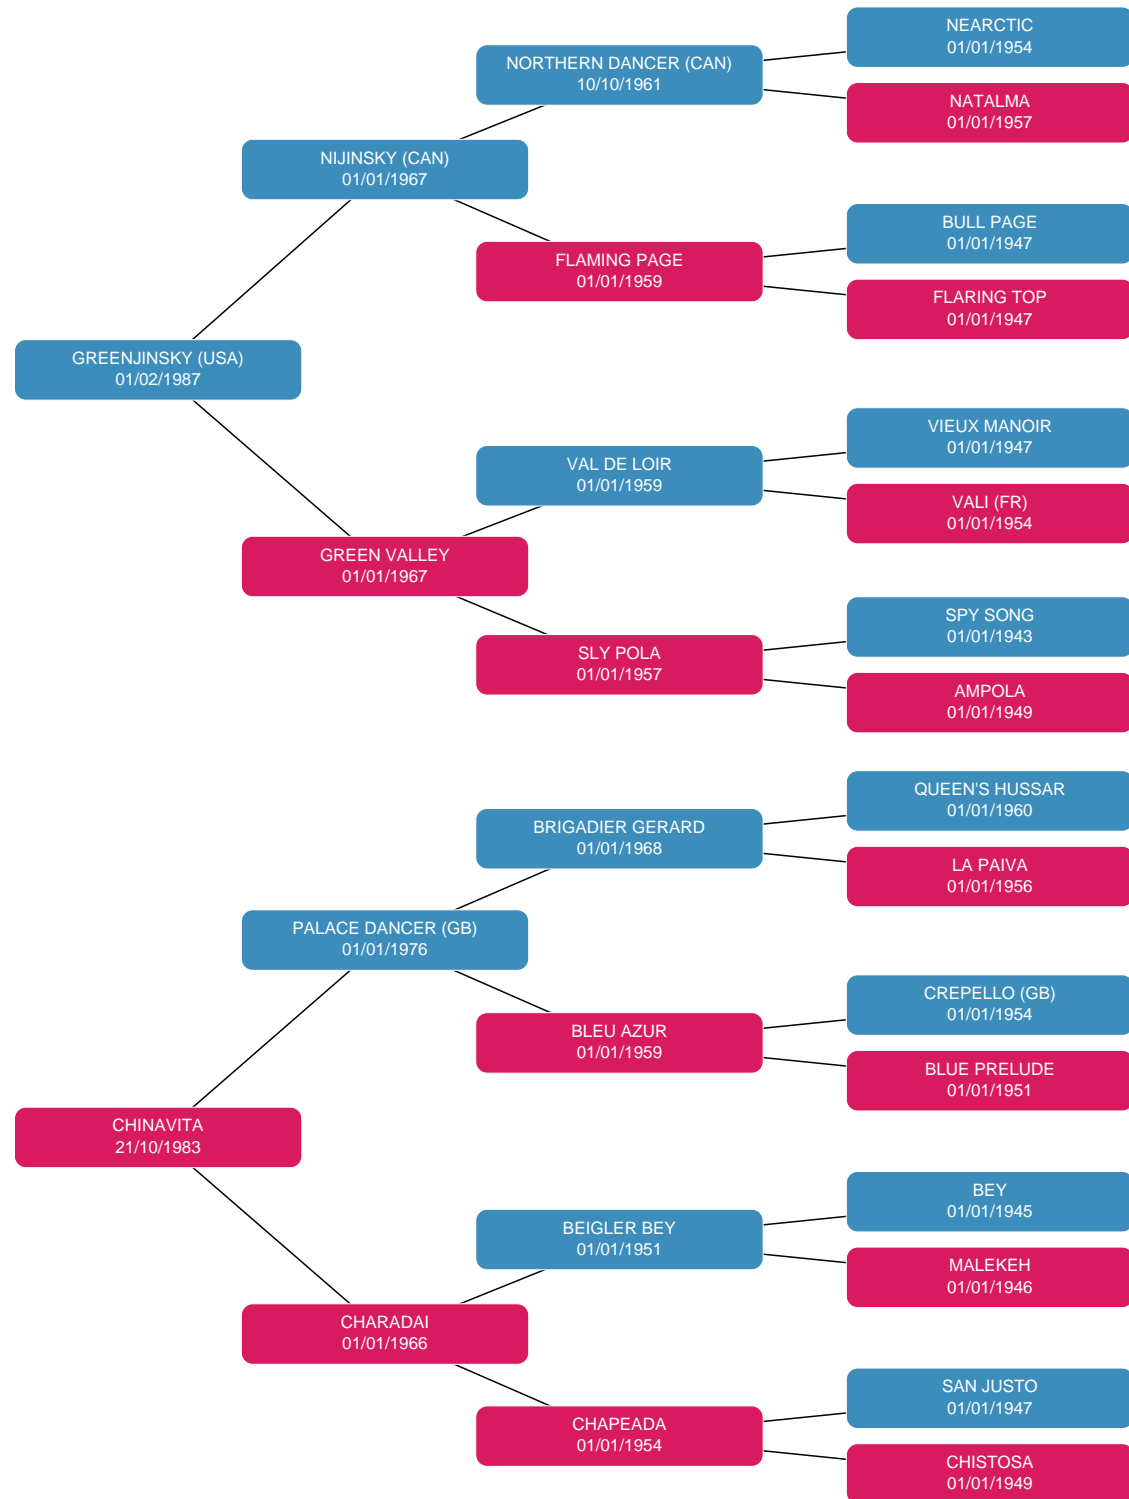 NEARCTIC
01/01/1954
NORTHERN DANCER (CAN)
10/10/1961
NATALMA
01/01/1957
NIJINSKY (CAN)
01/01/1967
BULL PAGE
01/01/1947
FLAMING PAGE
01/01/1959
FLARING TOP
01/01/1947
GREENJINSKY (USA)
01/02/1987
VIEUX MANOIR
01/01/1947
VAL DE LOIR
01/01/1959
VALI (FR)
01/01/1954
GREEN VALLEY
01/01/1967
SPY SONG
01/01/1943
SLY POLA
01/01/1957
AMPOLA
01/01/1949
QUEEN'S HUSSAR
01/01/1960
BRIGADIER GERARD
01/01/1968
LA PAIVA
01/01/1956
PALACE DANCER (GB)
01/01/1976
CREPELLO (GB)
01/01/1954
BLEU AZUR
01/01/1959
BLUE PRELUDE
01/01/1951
CHINAVITA
21/10/1983
BEY
01/01/1945
BEIGLER BEY
01/01/1951
MALEKEH
01/01/1946
CHARADAI
01/01/1966
SAN JUSTO
01/01/1947
CHAPEADA
01/01/1954
CHISTOSA
01/01/1949